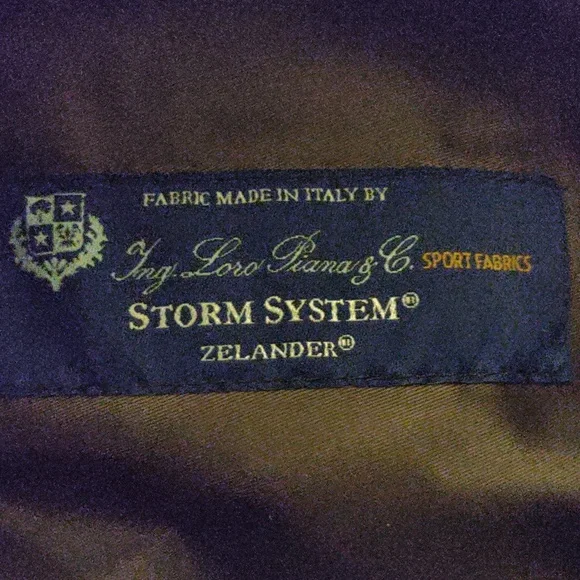 FABRIC MADE IN ITALY BY
Ing. Loro Piana & C. SPORT FABRICS
STORM SYSTEM®
ZELANDER®